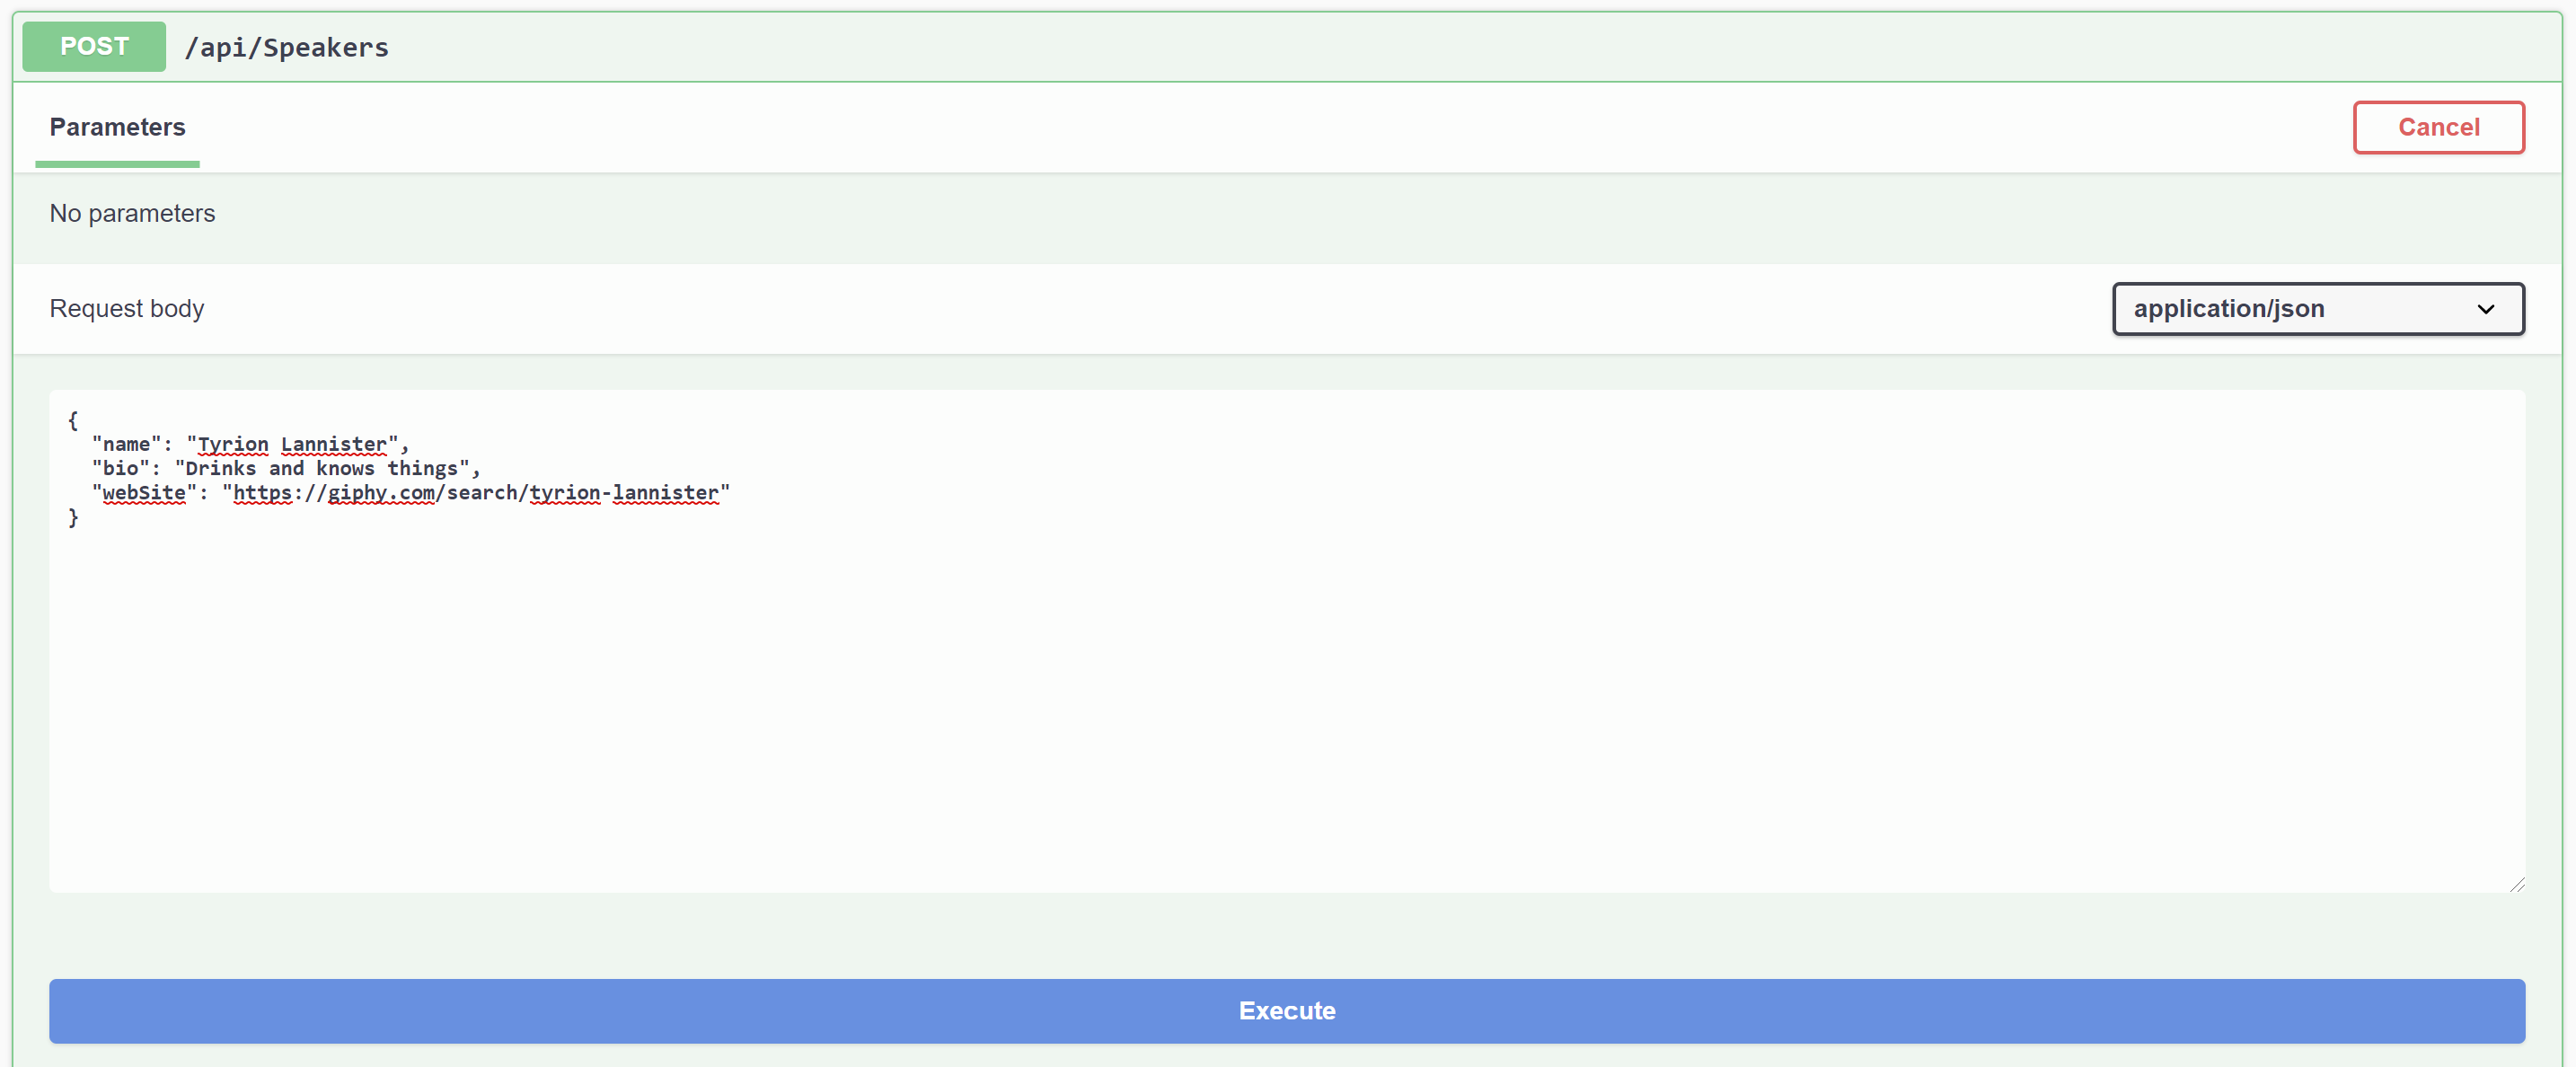 POST /api/Speakers
Parameters Cancel
No parameters
Request body application/json
{
"name": "Tyrion Lannister",
"bio": "Drinks and knows things",
"webSite": "https://giphy.com/search/tyrion-lannister"
}
Execute